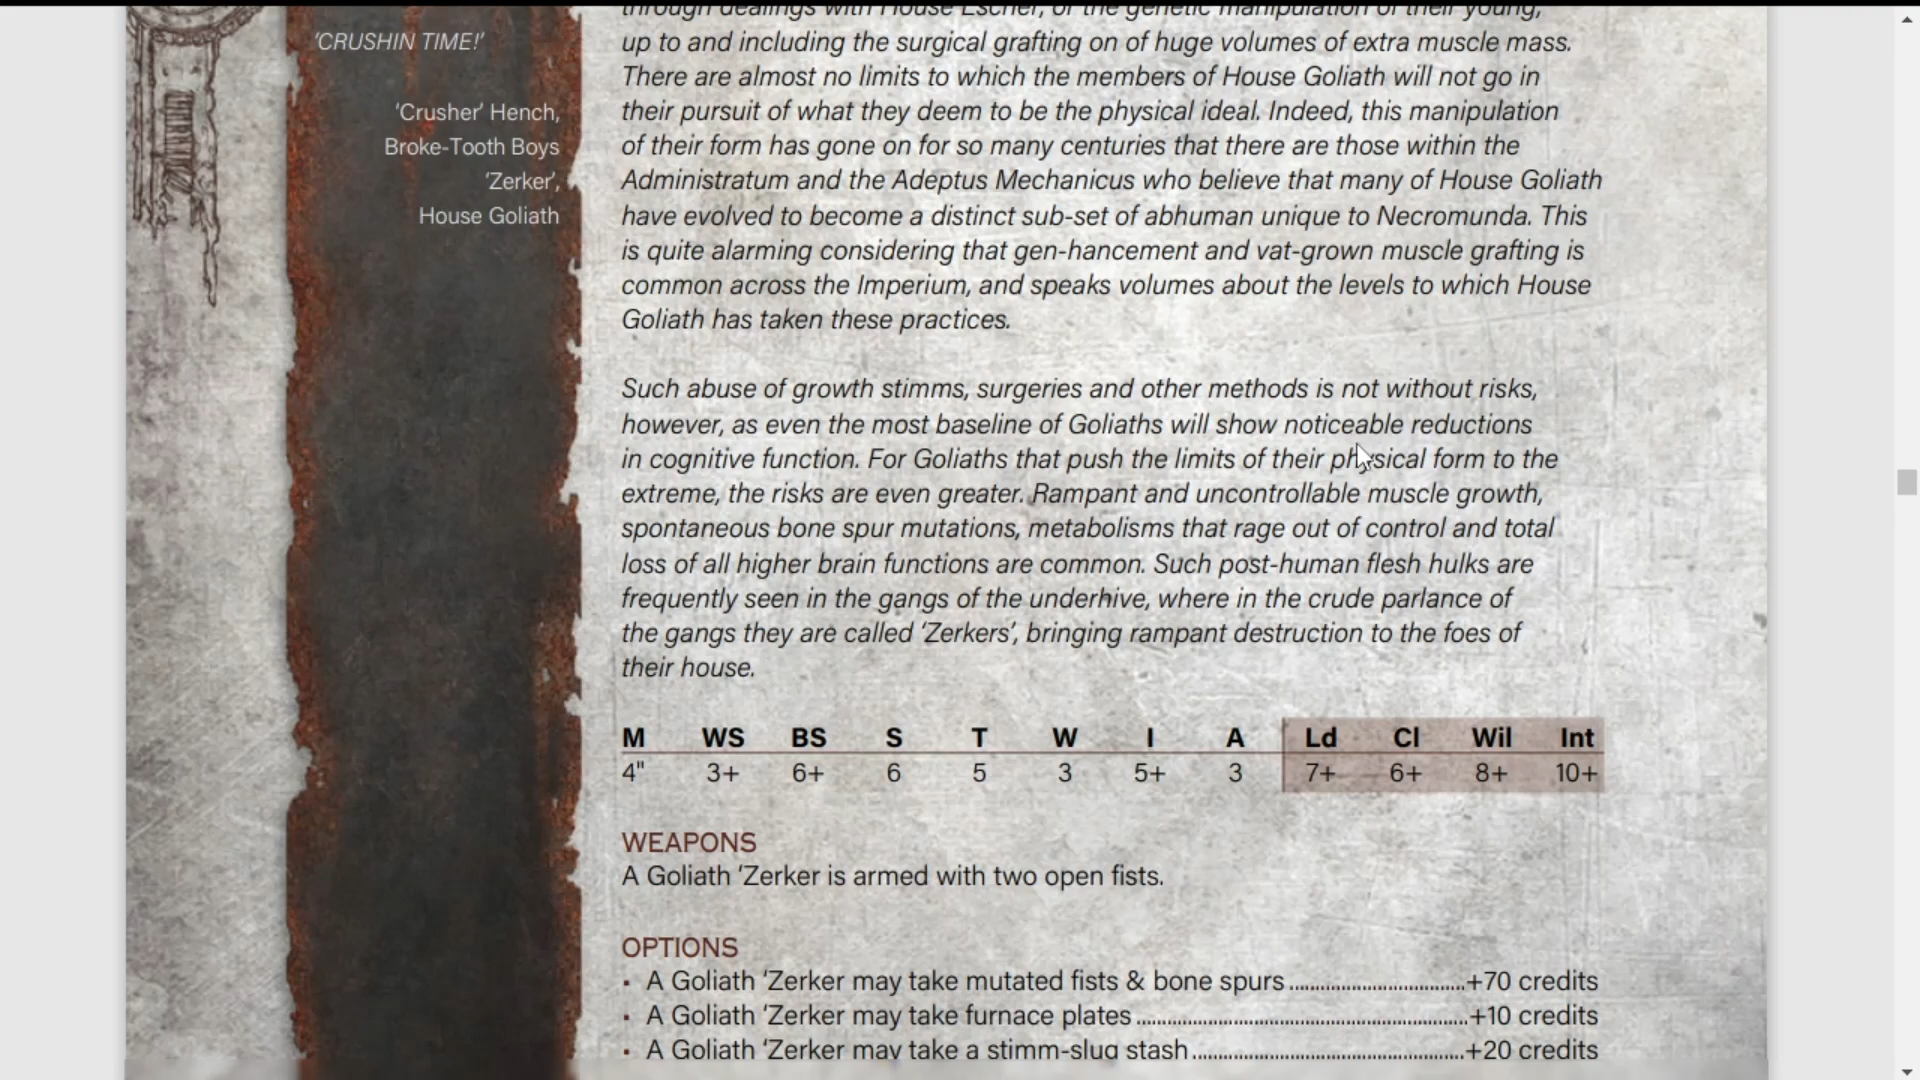 'CRUSHIN TIME!'
'Crusher' Hench,
Broke-Tooth Boys
'Zerker',
House Goliath
through dealings with House Escher, or the genetic manipulation of their young,
up to and including the surgical grafting on of huge volumes of extra muscle mass.
There are almost no limits to which the members of House Goliath will not go in
their pursuit of what they deem to be the physical ideal. Indeed, this manipulation
of their form has gone on for so many centuries that there are those within the
Administratum and the Adeptus Mechanicus who believe that many of House Goliath
have evolved to become a distinct sub-set of abhuman unique to Necromunda. This
is quite alarming considering that gen-hancement and vat-grown muscle grafting is
common across the Imperium, and speaks volumes about the levels to which House
Goliath has taken these practices.
Such abuse of growth stimms, surgeries and other methods is not without risks,
however, as even the most baseline of Goliaths will show noticeable reductions
in cognitive function. For Goliaths that push the limits of their physical form to the
extreme, the risks are even greater. Rampant and uncontrollable muscle growth,
spontaneous bone spur mutations, metabolisms that rage out of control and total
loss of all higher brain functions are common. Such post-human flesh hulks are
frequently seen in the gangs of the underhive, where in the crude parlance of
the gangs they are called 'Zerkers', bringing rampant destruction to the foes of
their house.
M WS BS S T W I A Ld Cl Wil Int
4" 3+ 6+ 6 5 3 5+ 3 7+ 6+ 8+ 10+
WEAPONS
A Goliath 'Zerker is armed with two open fists.
OPTIONS
• A Goliath 'Zerker may take mutated fists & bone spurs ........ +70 credits
• A Goliath 'Zerker may take furnace plates ........ +10 credits
• A Goliath 'Zerker may take a stimm-slug stash ........ +20 credits